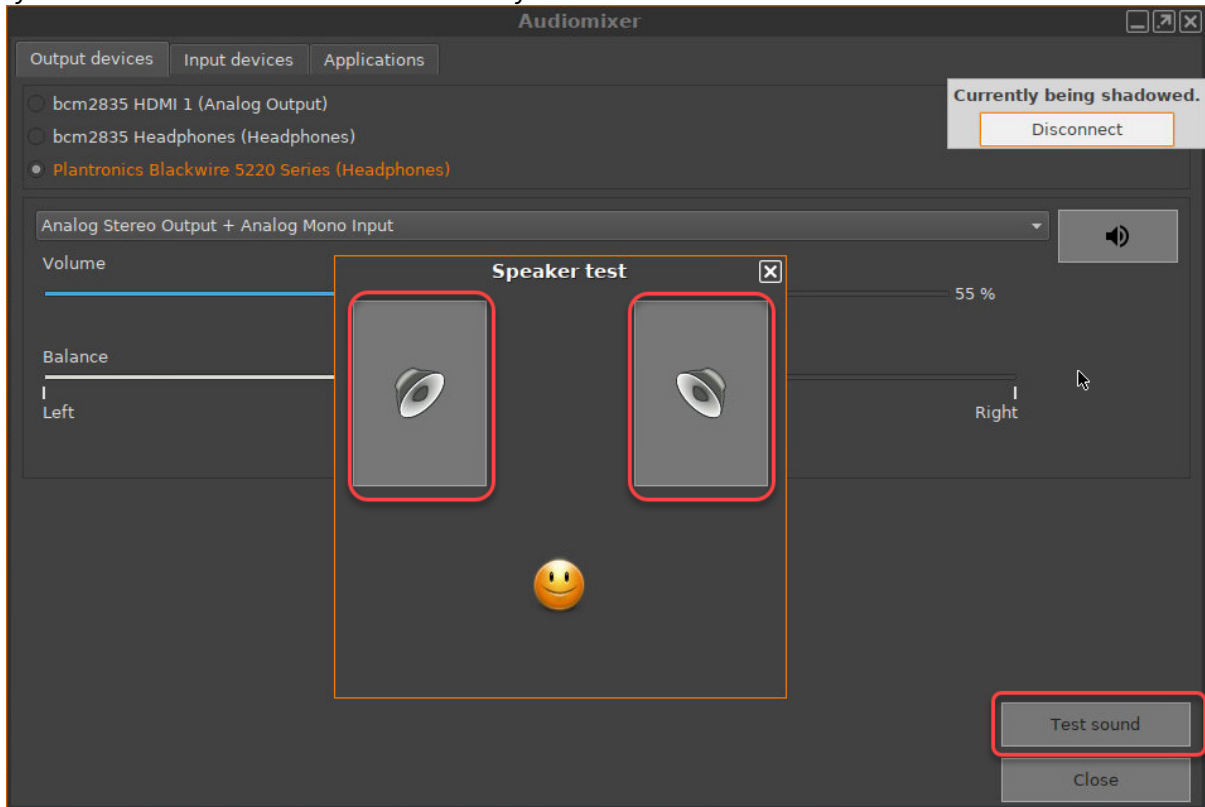 Audiomixer
Output devices Input devices Applications
bcm2835 HDMI 1 (Analog Output)
bcm2835 Headphones (Headphones)
Plantronics Blackwire 5220 Series (Headphones)
Currently being shadowed.
Disconnect
Analog Stereo Output + Analog Mono Input
Volume
55 %
Balance
Left
Right
Speaker test
Test sound
Close